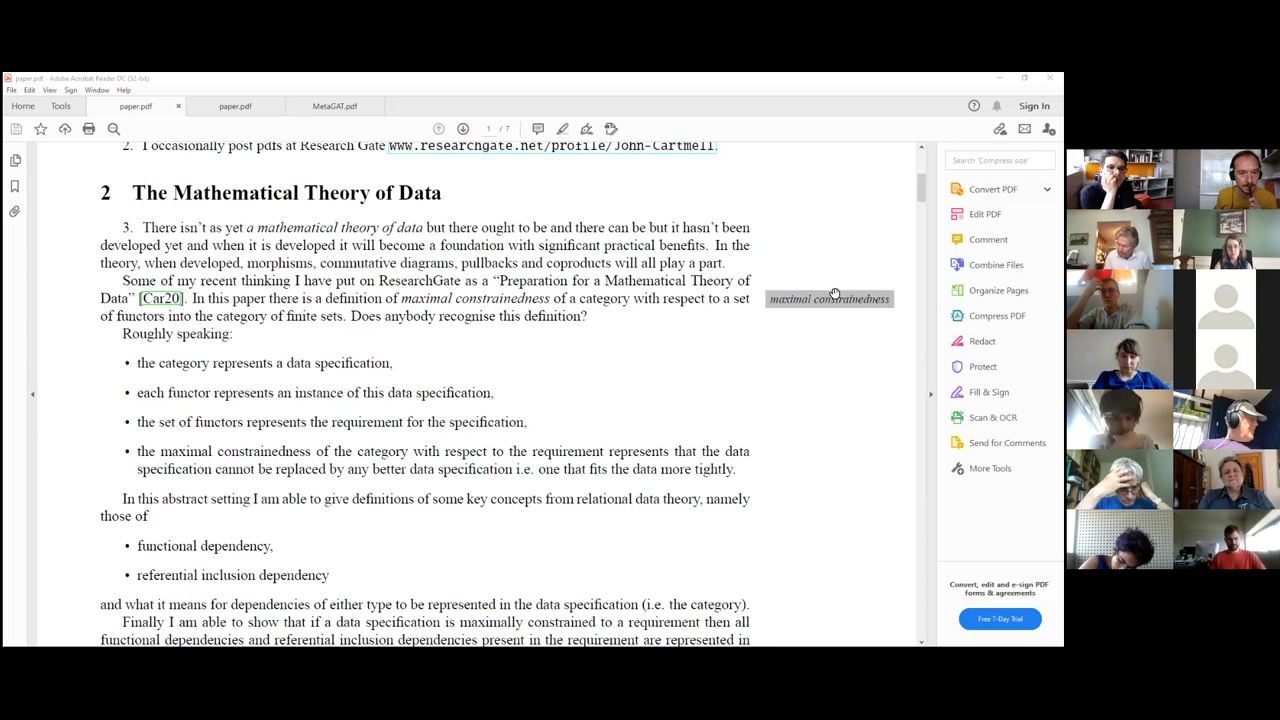 paper.pdf - Adobe Acrobat Reader DC (32-bit)
File Edit View Sign Window Help
Home Tools paper.pdf × paper.pdf MetaGAT.pdf Sign In
1 / 7
2. I occasionally post pdfs at Research Gate www.researchgate.net/profile/John-Cartmell.
2 The Mathematical Theory of Data
3. There isn't as yet a mathematical theory of data but there ought to be and there can be but it hasn't been
developed yet and when it is developed it will become a foundation with significant practical benefits. In the
theory, when developed, morphisms, commutative diagrams, pullbacks and coproducts will all play a part.
Some of my recent thinking I have put on ResearchGate as a “Preparation for a Mathematical Theory of
Data” [Car20]. In this paper there is a definition of maximal constrainedness of a category with respect to a set
maximal constrainedness
of functors into the category of finite sets. Does anybody recognise this definition?
Roughly speaking:
• the category represents a data specification,
• each functor represents an instance of this data specification,
• the set of functors represents the requirement for the specification,
• the maximal constrainedness of the category with respect to the requirement represents that the data
specification cannot be replaced by any better data specification i.e. one that fits the data more tightly.
In this abstract setting I am able to give definitions of some key concepts from relational data theory, namely
those of
• functional dependency,
• referential inclusion dependency
and what it means for dependencies of either type to be represented in the data specification (i.e. the category).
Finally I am able to show that if a data specification is maximally constrained to a requirement then all
functional dependencies and referential inclusion dependencies present in the requirement are represented in
Search 'Compress size'
Convert PDF
Edit PDF
Comment
Combine Files
Organize Pages
Compress PDF
Redact
Protect
Fill & Sign
Scan & OCR
Send for Comments
More Tools
Convert, edit and e-sign PDF
forms & agreements
Free 7-Day Trial